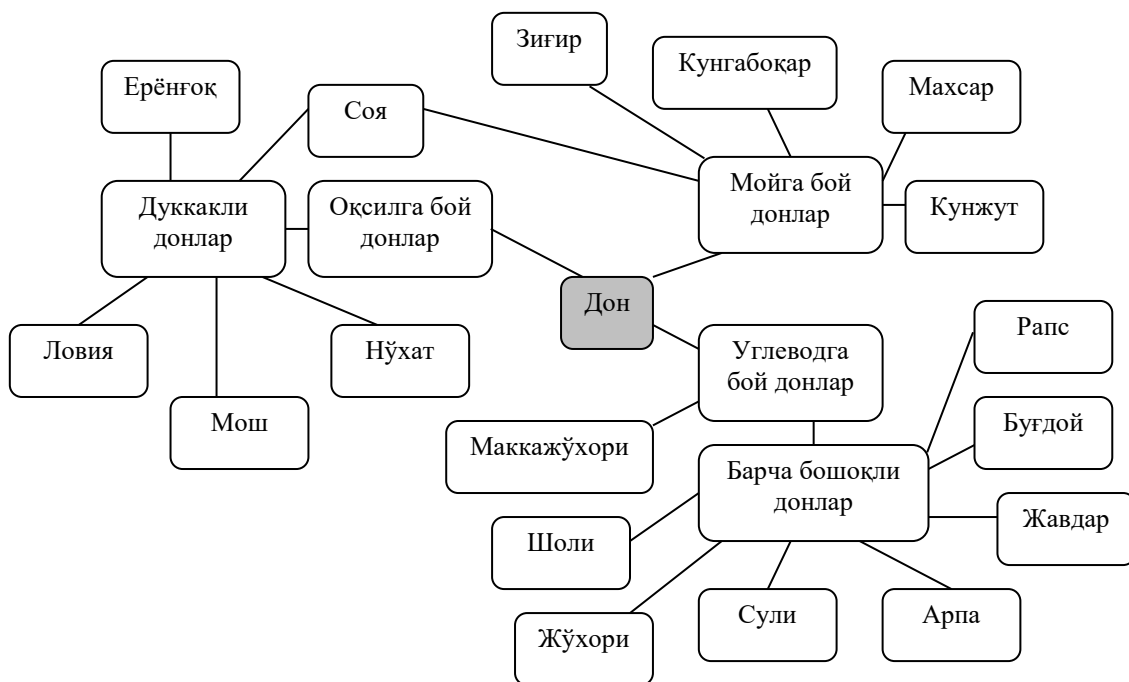 Зиғир
Кунгабоқар
Ерёнғоқ
Махсар
Соя
Мойга бой
донлар
Дуккакли
донлар
Оқсилга бой
донлар
Кунжут
Дон
Рапс
Ловия
Нўхат
Углеводга
бой донлар
Мош
Буғдой
Маккажўхори
Барча бошоқли
донлар
Жавдар
Шоли
Сули
Арпа
Жўхори